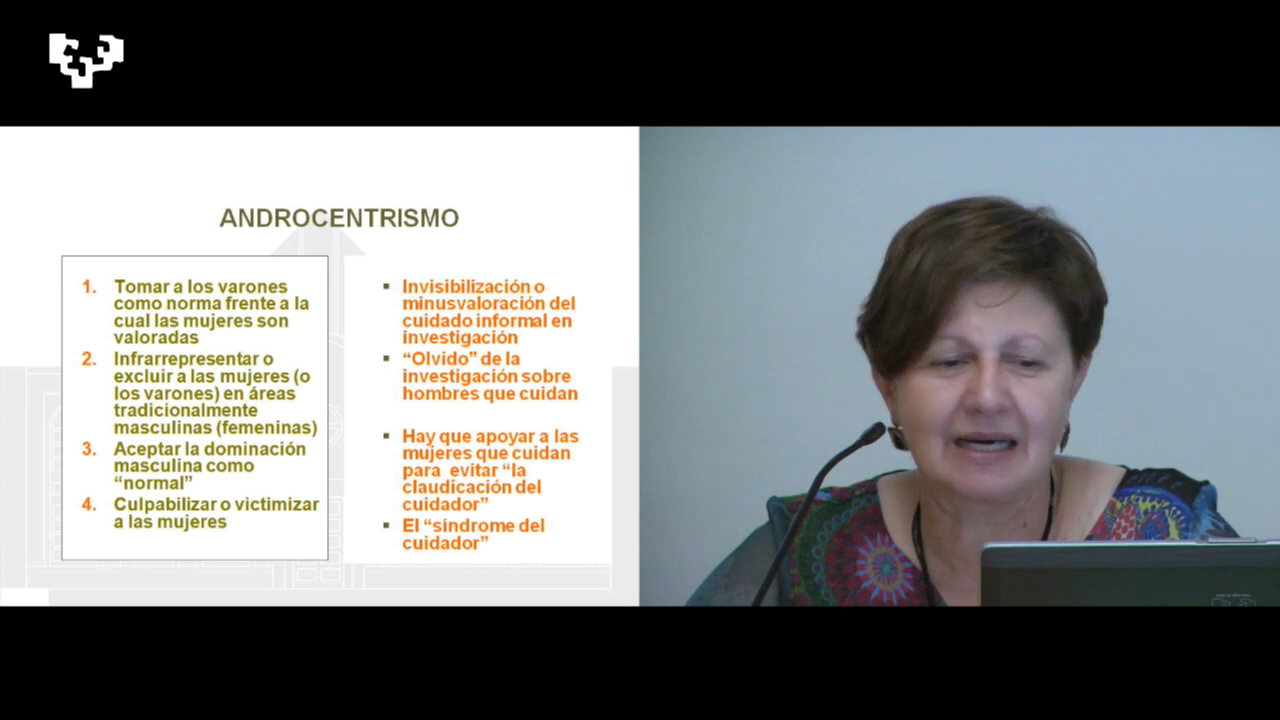 ANDROCENTRISMO
1. Tomar a los varones
como norma frente a la
cual las mujeres son
valoradas
2. Infrarrepresentar o
excluir a las mujeres (o
los varones) en áreas
tradicionalmente
masculinas (femeninas)
3. Aceptar la dominación
masculina como
“normal”
4. Culpabilizar o victimizar
a las mujeres
▪ Invisibilización o
minusvaloración del
cuidado informal en
investigación
▪ “Olvido” de la
investigación sobre
hombres que cuidan
▪ Hay que apoyar a las
mujeres que cuidan
para evitar “la
claudicación del
cuidador”
▪ El “síndrome del
cuidador”